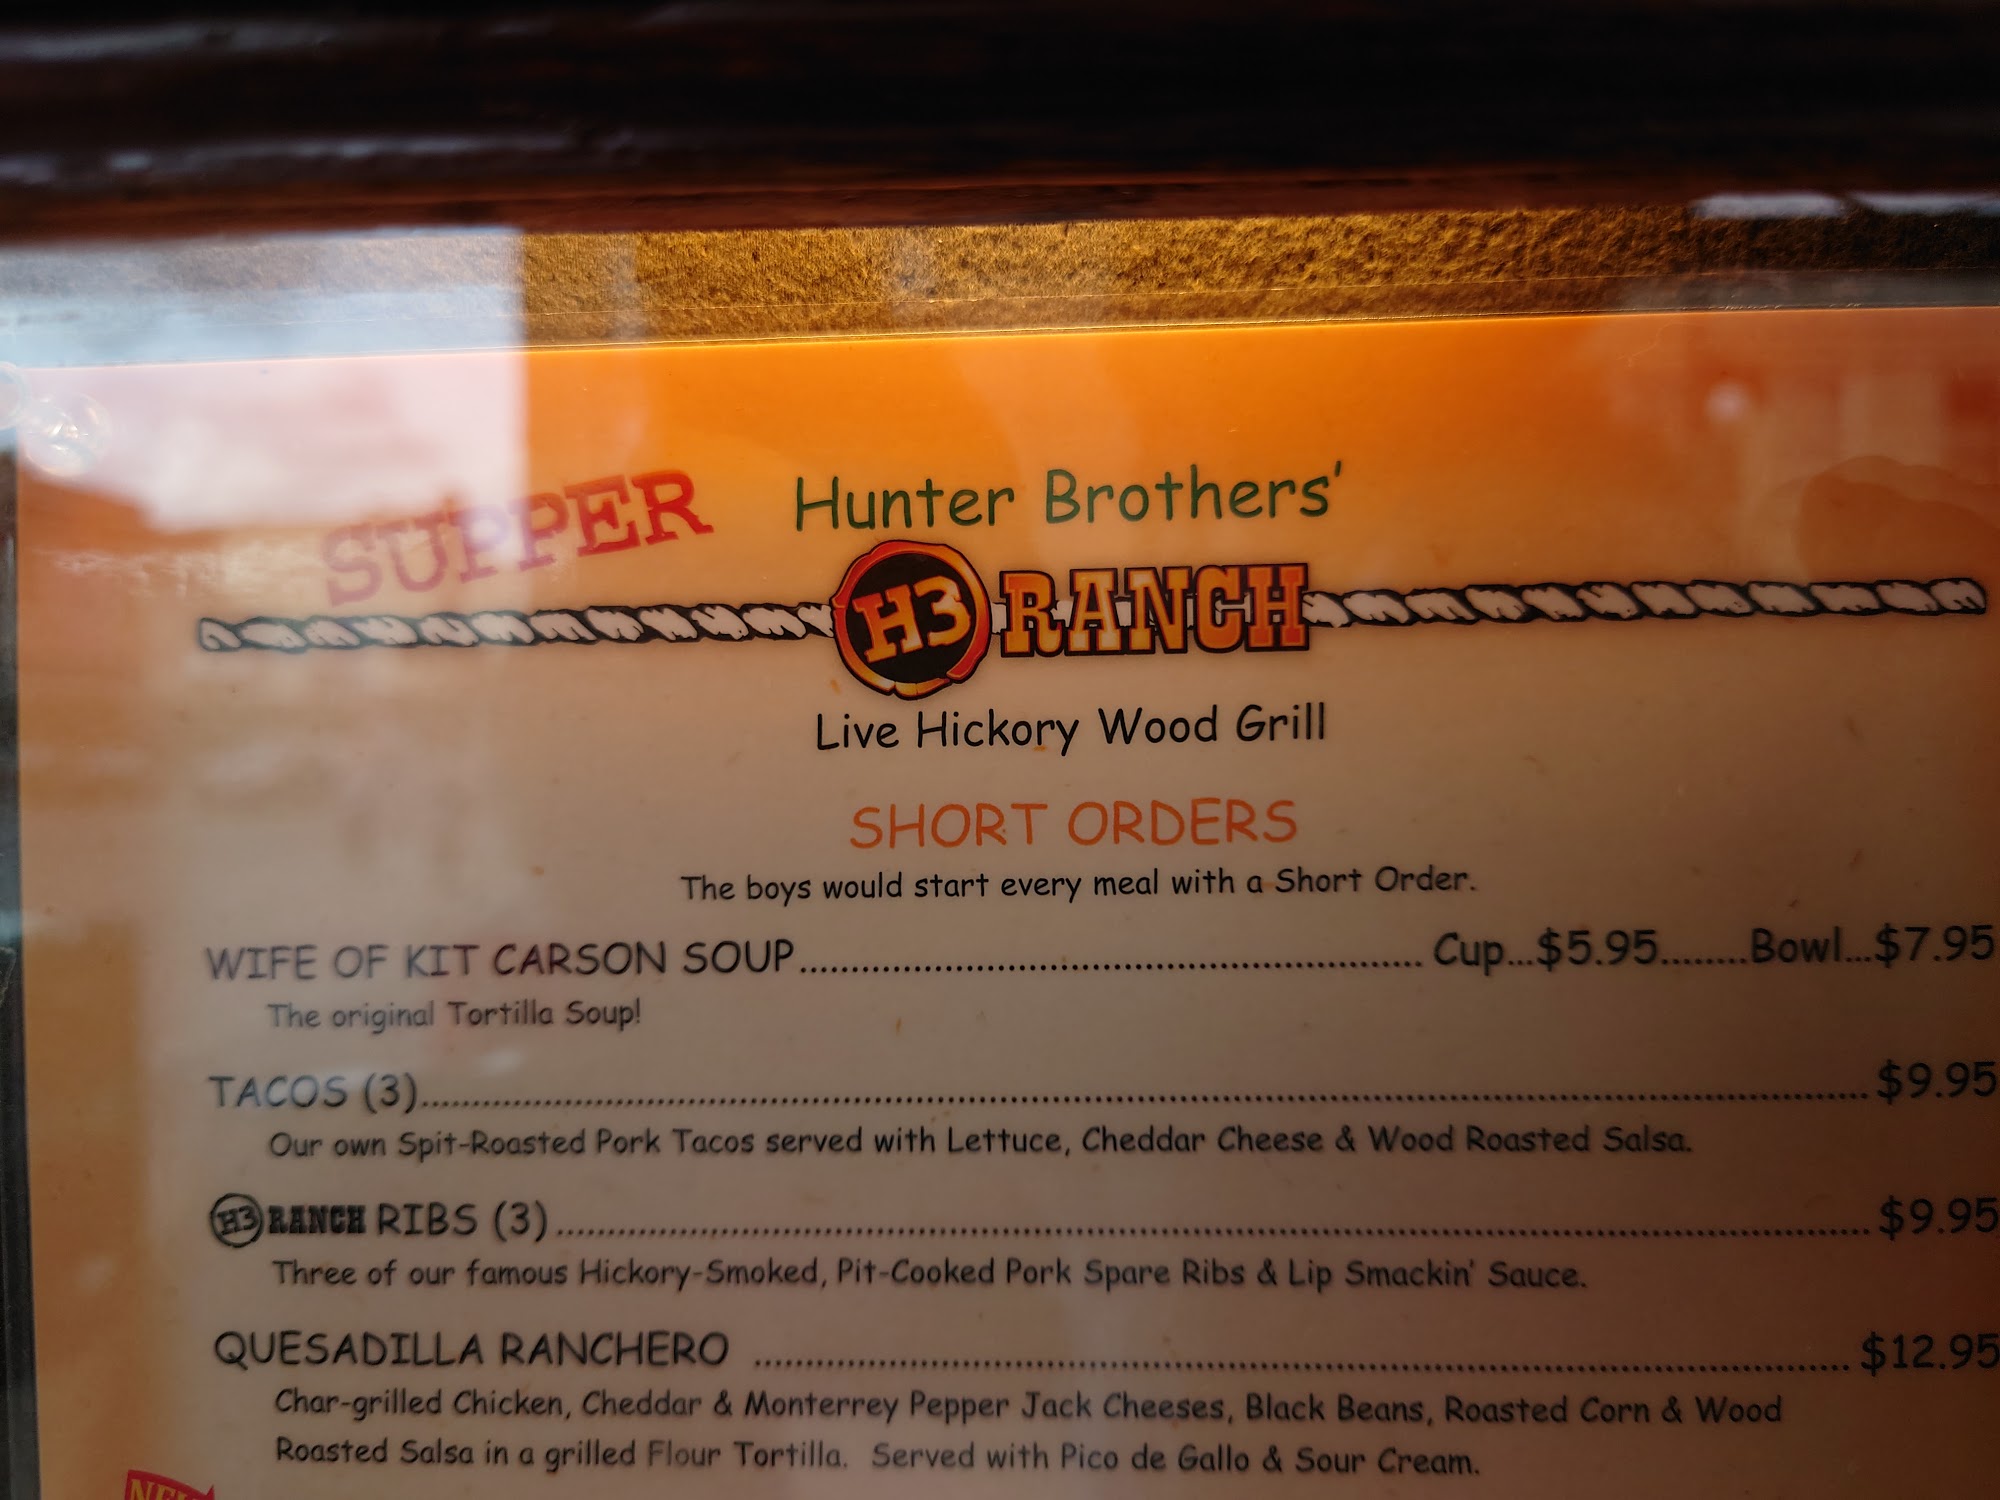 SUPPER
Hunter Brothers'
H3 RANCH
Live Hickory Wood Grill
SHORT ORDERS
The boys would start every meal with a Short Order.
WIFE OF KIT CARSON SOUP.......................................................... Cup...$5.95........Bowl...$7.95
The original Tortilla Soup!
TACOS (3)........................................................................................................ $9.95
Our own Spit-Roasted Pork Tacos served with Lettuce, Cheddar Cheese & Wood Roasted Salsa.
H3 RANCH RIBS (3)........................................................................................................ $9.95
Three of our famous Hickory-Smoked, Pit-Cooked Pork Spare Ribs & Lip Smackin' Sauce.
QUESADILLA RANCHERO ........................................................................................ $12.95
Char-grilled Chicken, Cheddar & Monterrey Pepper Jack Cheeses, Black Beans, Roasted Corn & Wood
Roasted Salsa in a grilled Flour Tortilla. Served with Pico de Gallo & Sour Cream.